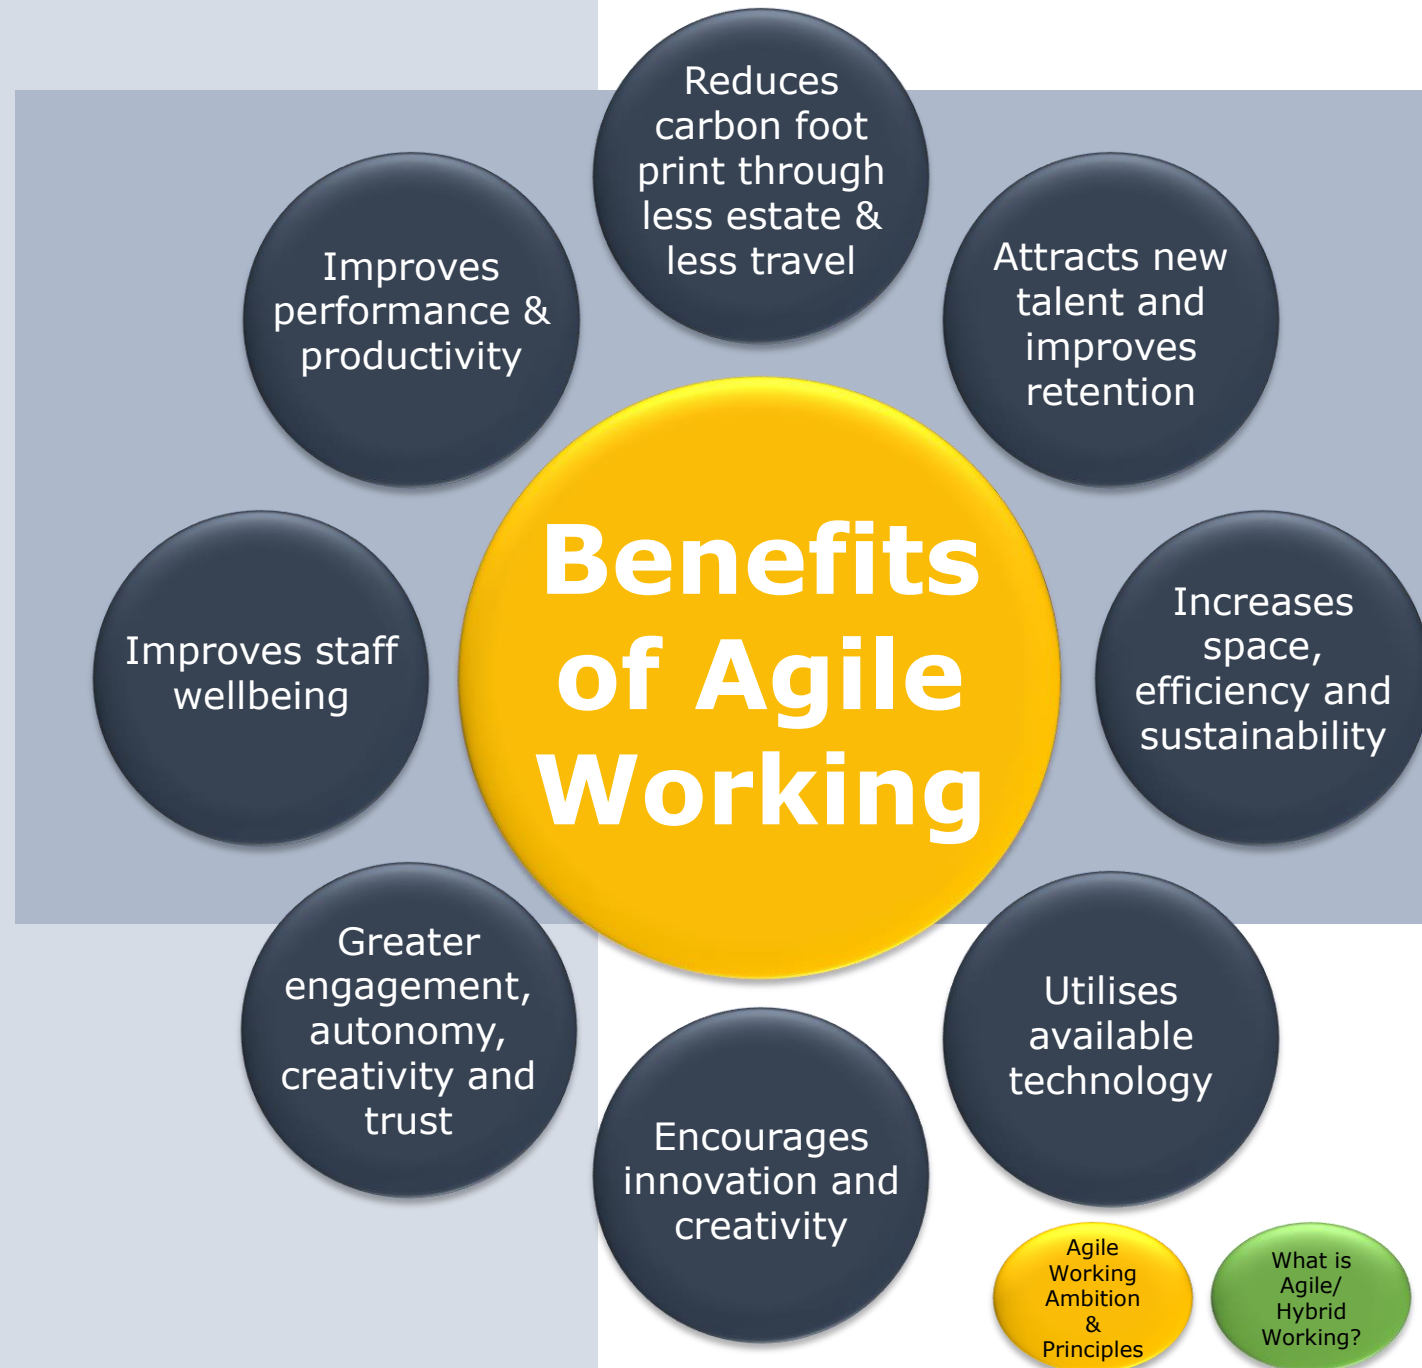 Reduces
carbon foot
print through
less estate &
less travel
Attracts new
talent and
improves
retention
Increases
space,
efficiency and
sustainability
Utilises
available
technology
Encourages
innovation and
creativity
Greater
engagement,
autonomy,
creativity and
trust
Improves staff
wellbeing
Improves
performance &
productivity
Benefits
of Agile
Working
Agile
Working
Ambition
&
Principles
What is
Agile/
Hybrid
Working?